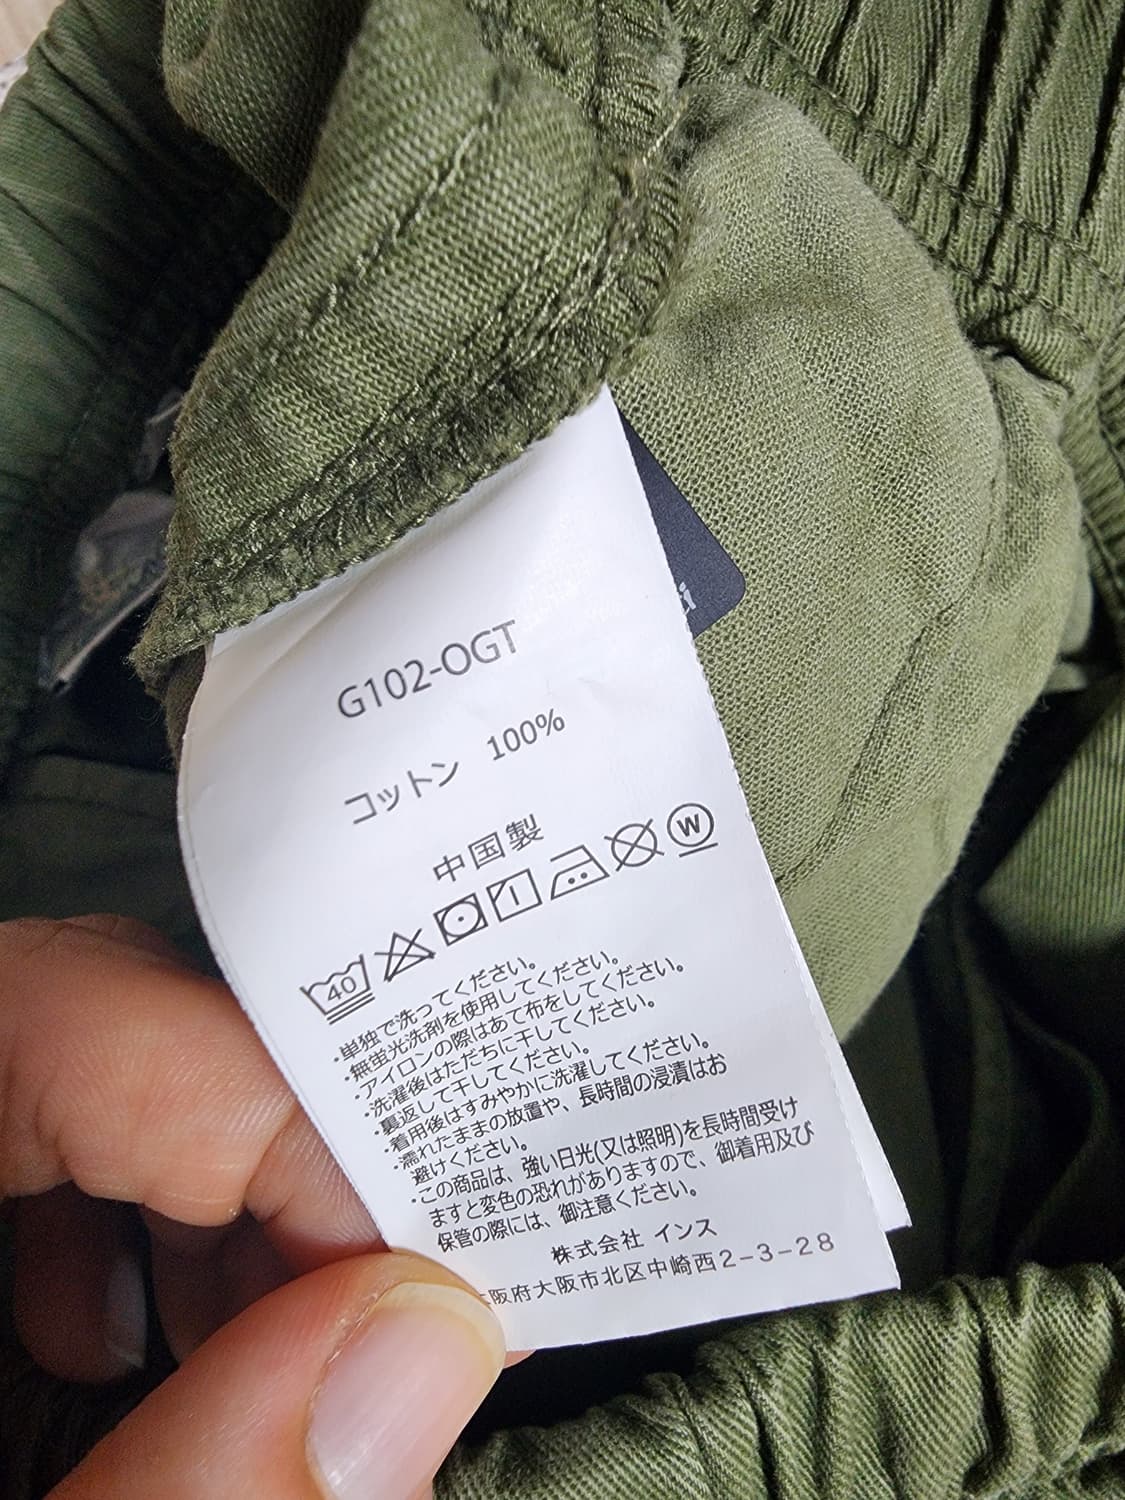 G102-OGT
コットン 100%
中国製
40
W
・単独で洗ってください。
・無蛍光洗剤を使用してください。
・アイロンの際はあて布をしてください。
・洗濯後はただちに干してください。
・裏返して干してください。
・着用後はすみやかに洗濯してください。
・濡れたままの放置や、長時間の浸漬はお
避けください。
・この商品は、強い日光(又は照明)を長時間受け
ますと変色の恐れがありますので、御着用及び
保管の際には、御注意ください。
株式会社 インス
阪府大阪市北区中崎西2-3-28